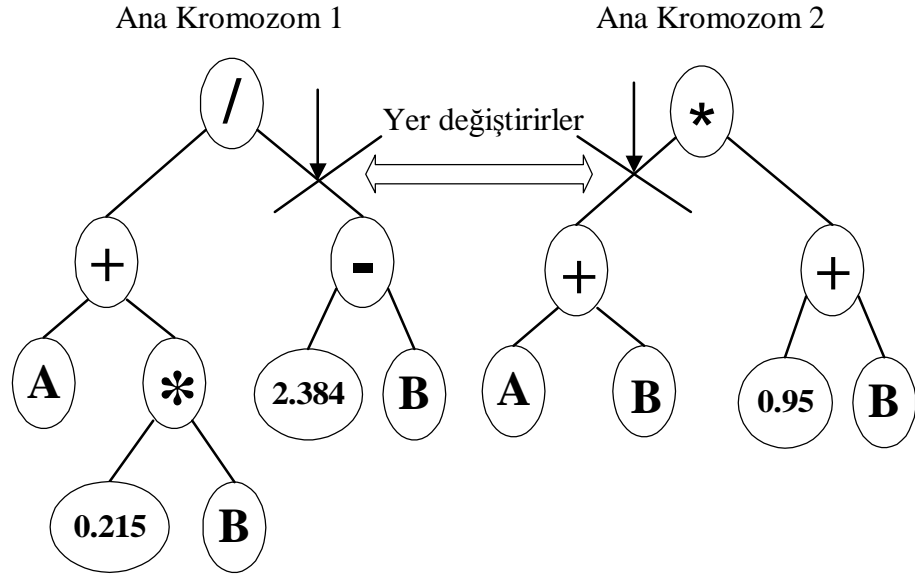 Ana Kromozom 1 Ana Kromozom 2
/ *
Yer değiştirirler
+ - + +
A * 2.384 B A B 0.95 B
0.215 B